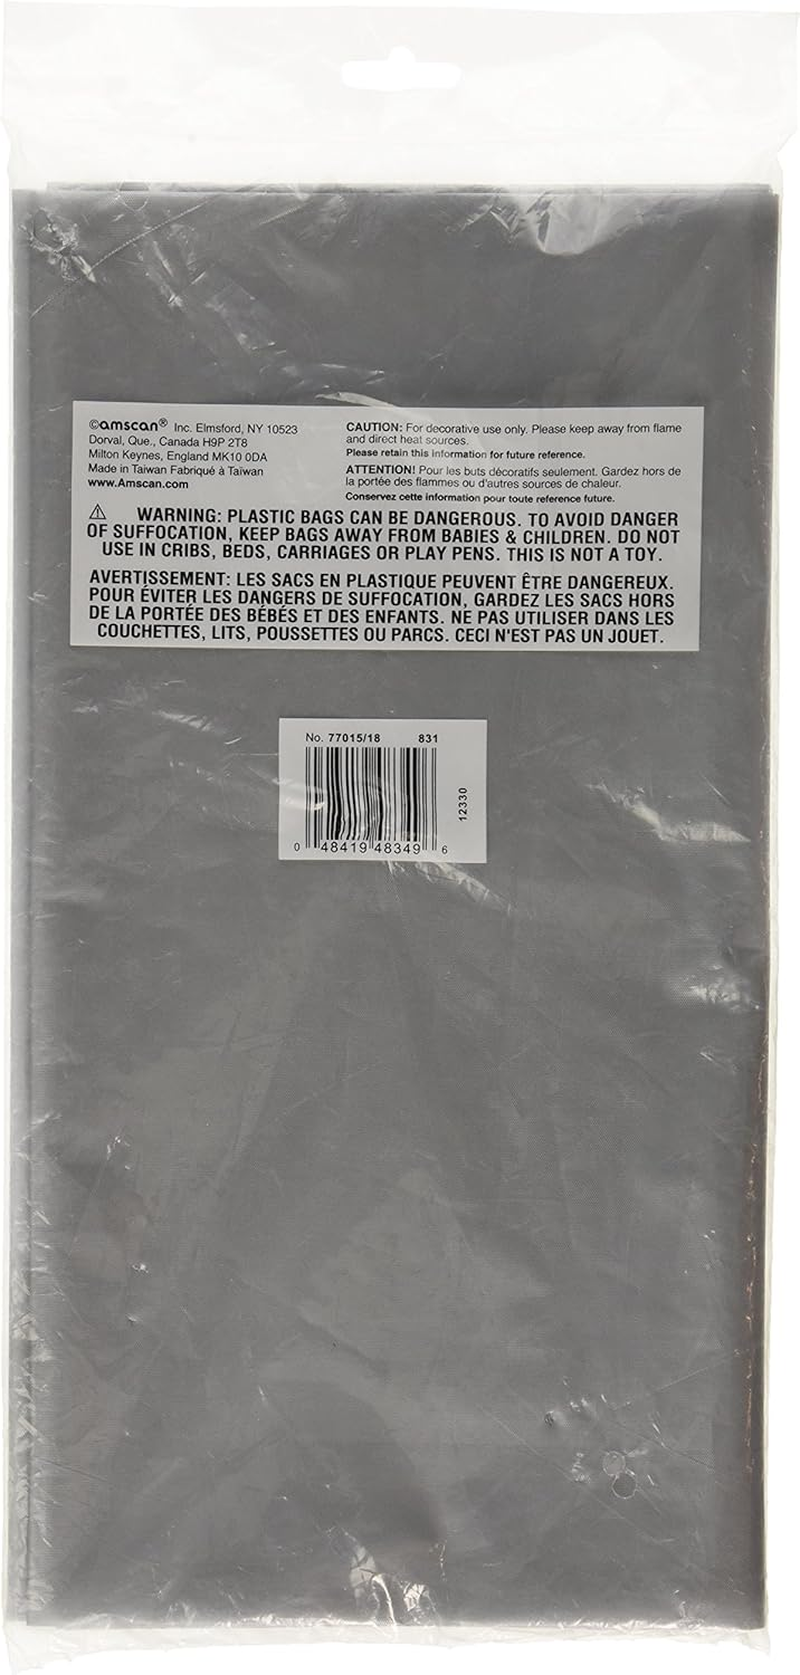 ©amscan® Inc. Elmsford, NY 10523
Dorval, Que., Canada H9P 2T8
Milton Keynes, England MK10 0DA
Made in Taiwan Fabriqué à Taïwan
www.Amscan.com
CAUTION: For decorative use only. Please keep away from flame
and direct heat sources.
Please retain this information for future reference.
ATTENTION! Pour les buts décoratifs seulement. Gardez hors de
la portée des flammes ou d'autres sources de chaleur.
Conservez cette information pour toute reference future.
WARNING: PLASTIC BAGS CAN BE DANGEROUS. TO AVOID DANGER
OF SUFFOCATION, KEEP BAGS AWAY FROM BABIES & CHILDREN. DO NOT
USE IN CRIBS, BEDS, CARRIAGES OR PLAY PENS. THIS IS NOT A TOY.
AVERTISSEMENT: LES SACS EN PLASTIQUE PEUVENT ÊTRE DANGEREUX.
POUR ÉVITER LES DANGERS DE SUFFOCATION, GARDEZ LES SACS HORS
DE LA PORTÉE DES BÉBÉS ET DES ENFANTS. NE PAS UTILISER DANS LES
COUCHETTES, LITS, POUSSETTES OU PARCS. CECI N'EST PAS UN JOUET.
No. 77015/18 831
12330
0 48419 48349 6